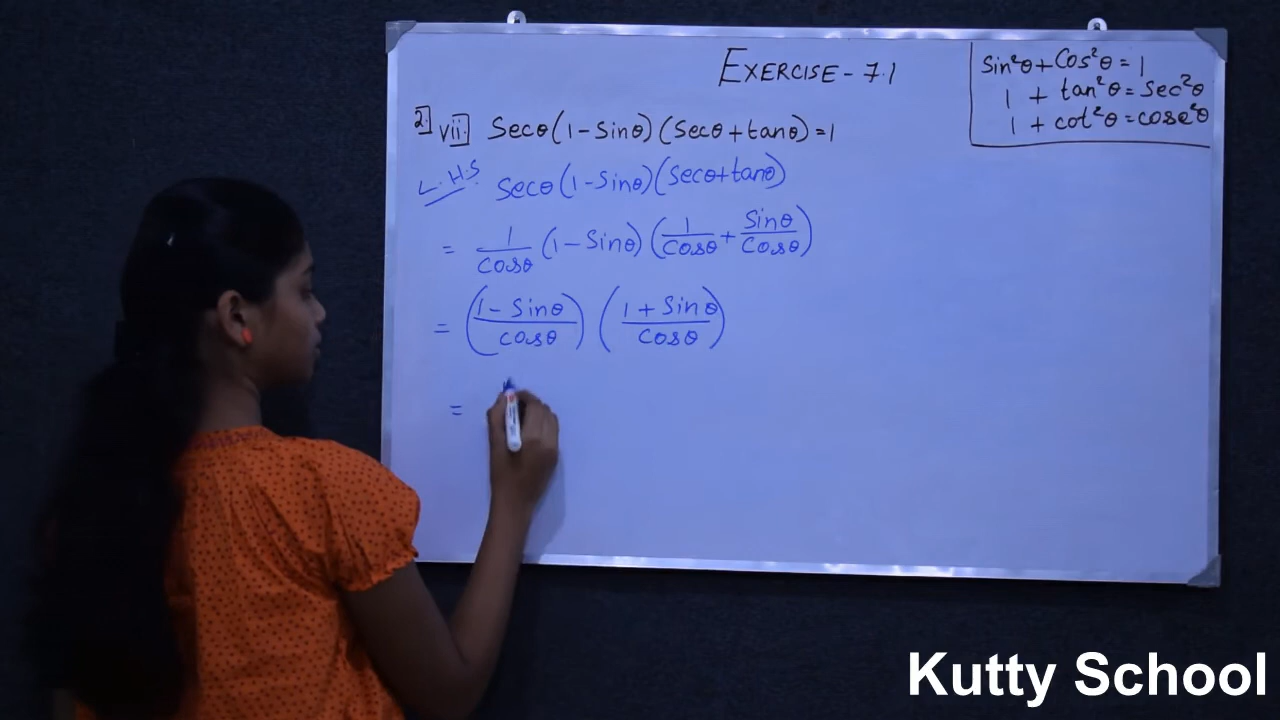 EXERCISE - 7.1
Sin²θ + Cos²θ = 1
1 + tan²θ = Sec²θ
1 + cot²θ = cosec²θ
2] vii] Secθ (1 - Sinθ) (Secθ + tanθ) = 1
L.H.S Secθ (1 - Sinθ) (Secθ + tanθ)
= 1/Cosθ (1 - Sinθ) (1/Cosθ + Sinθ/Cosθ)
= (1 - Sinθ/Cosθ) (1 + Sinθ/Cosθ)
=
Kutty School